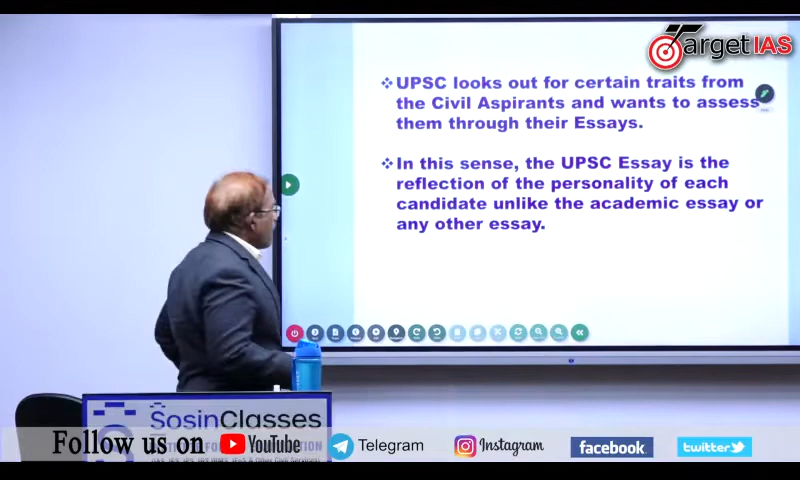 TargetIAS
❖UPSC looks out for certain traits from
the Civil Aspirants and wants to assess
them through their Essays.
❖In this sense, the UPSC Essay is the
reflection of the personality of each
candidate unlike the academic essay or
any other essay.
SosinClasses
Follow us on YouTube Telegram Instagram facebook twitter